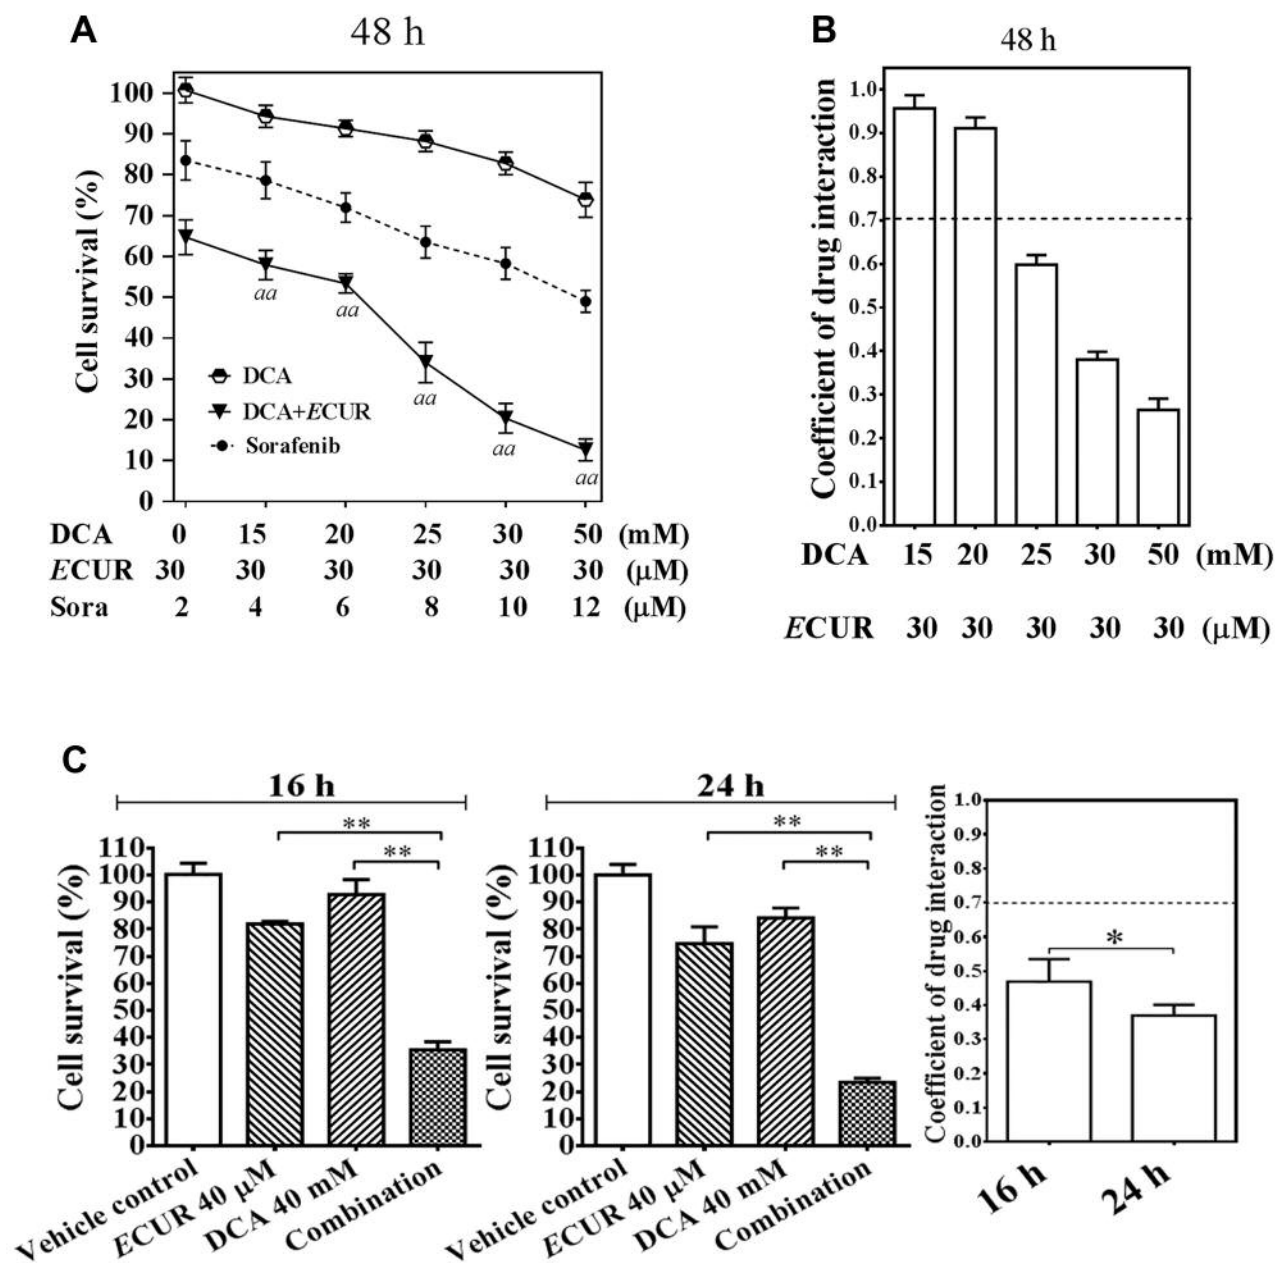 A
48 h
Cell survival (%)
100
90
80
70
60
50
40
30
20
10
0
aa
aa
aa
aa
aa
DCA
DCA+ECUR
Sorafenib
DCA 0 15 20 25 30 50 (mM)
ECUR 30 30 30 30 30 30 (μM)
Sora 2 4 6 8 10 12 (μM)
B
48 h
Coefficient of drug interaction
1.0
0.9
0.8
0.7
0.6
0.5
0.4
0.3
0.2
0.1
0.0
DCA 15 20 25 30 50 (mM)
ECUR 30 30 30 30 30 (μM)
C
16 h
**
**
Cell survival (%)
110
100
90
80
70
60
50
40
30
20
10
0
Vehicle control
ECUR 40 μM
DCA 40 mM
Combination
24 h
**
**
Cell survival (%)
110
100
90
80
70
60
50
40
30
20
10
0
Vehicle control
ECUR 40 μM
DCA 40 mM
Combination
Coefficient of drug interaction
1.0
0.9
0.8
0.7
0.6
0.5
0.4
0.3
0.2
0.1
0.0
*
16 h
24 h